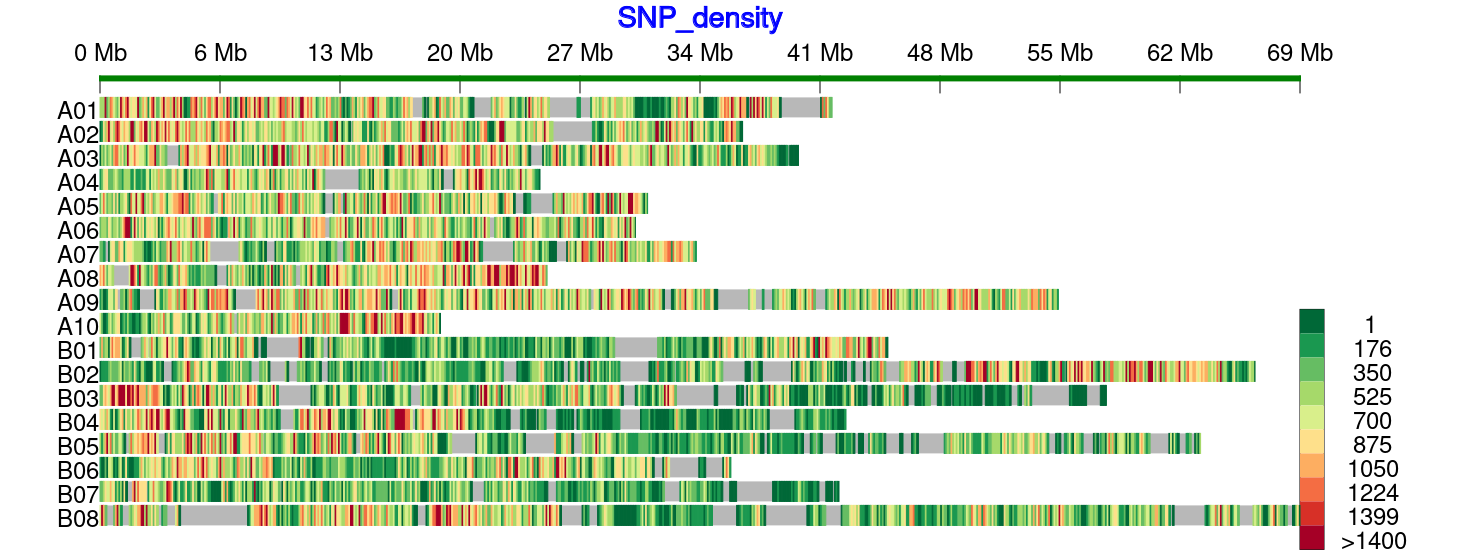 SNP_density
0 Mb 6 Mb 13 Mb 20 Mb 27 Mb 34 Mb 41 Mb 48 Mb 55 Mb 62 Mb 69 Mb
A01
A02
A03
A04
A05
A06
A07
A08
A09
A10
B01
B02
B03
B04
B05
B06
B07
B08
1
176
350
525
700
875
1050
1224
1399
>1400